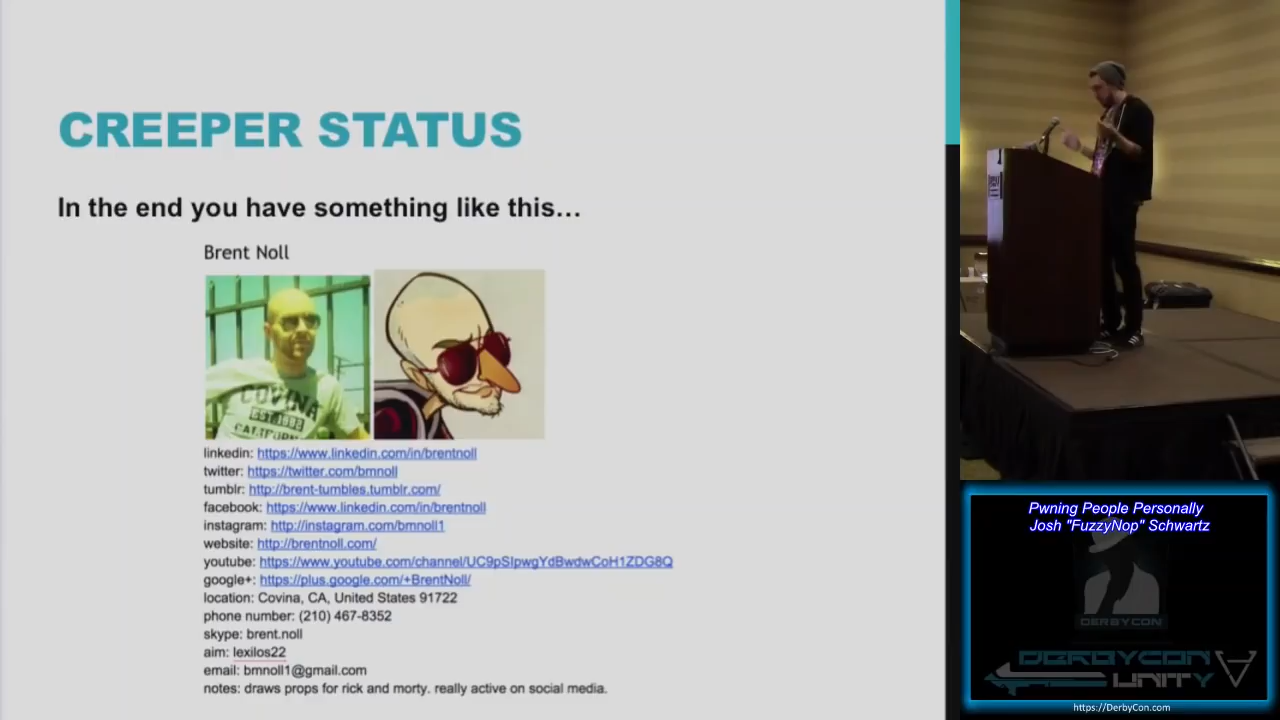 CREEPER STATUS
In the end you have something like this...
Brent Noll
COVINA
EST.1882
CALIFORN
linkedin: https://www.linkedin.com/in/brentnoll
twitter: https://twitter.com/bmnoll
tumblr: http://brent-tumbles.tumblr.com/
facebook: https://www.linkedin.com/in/brentnoll
instagram: http://instagram.com/bmnoll1
website: http://brentnoll.com/
youtube: https://www.youtube.com/channel/UC9pSIpwgYdBwdwCoH1ZDG8Q
google+: https://plus.google.com/+BrentNoll/
location: Covina, CA, United States 91722
phone number: (210) 467-8352
skype: brent.noll
aim: lexilos22
email: bmnoll1@gmail.com
notes: draws props for rick and morty. really active on social media.
Pwning People Personally
Josh "FuzzyNop" Schwartz
DERBYCON
DERBYCON
UNITY
https://DerbyCon.com